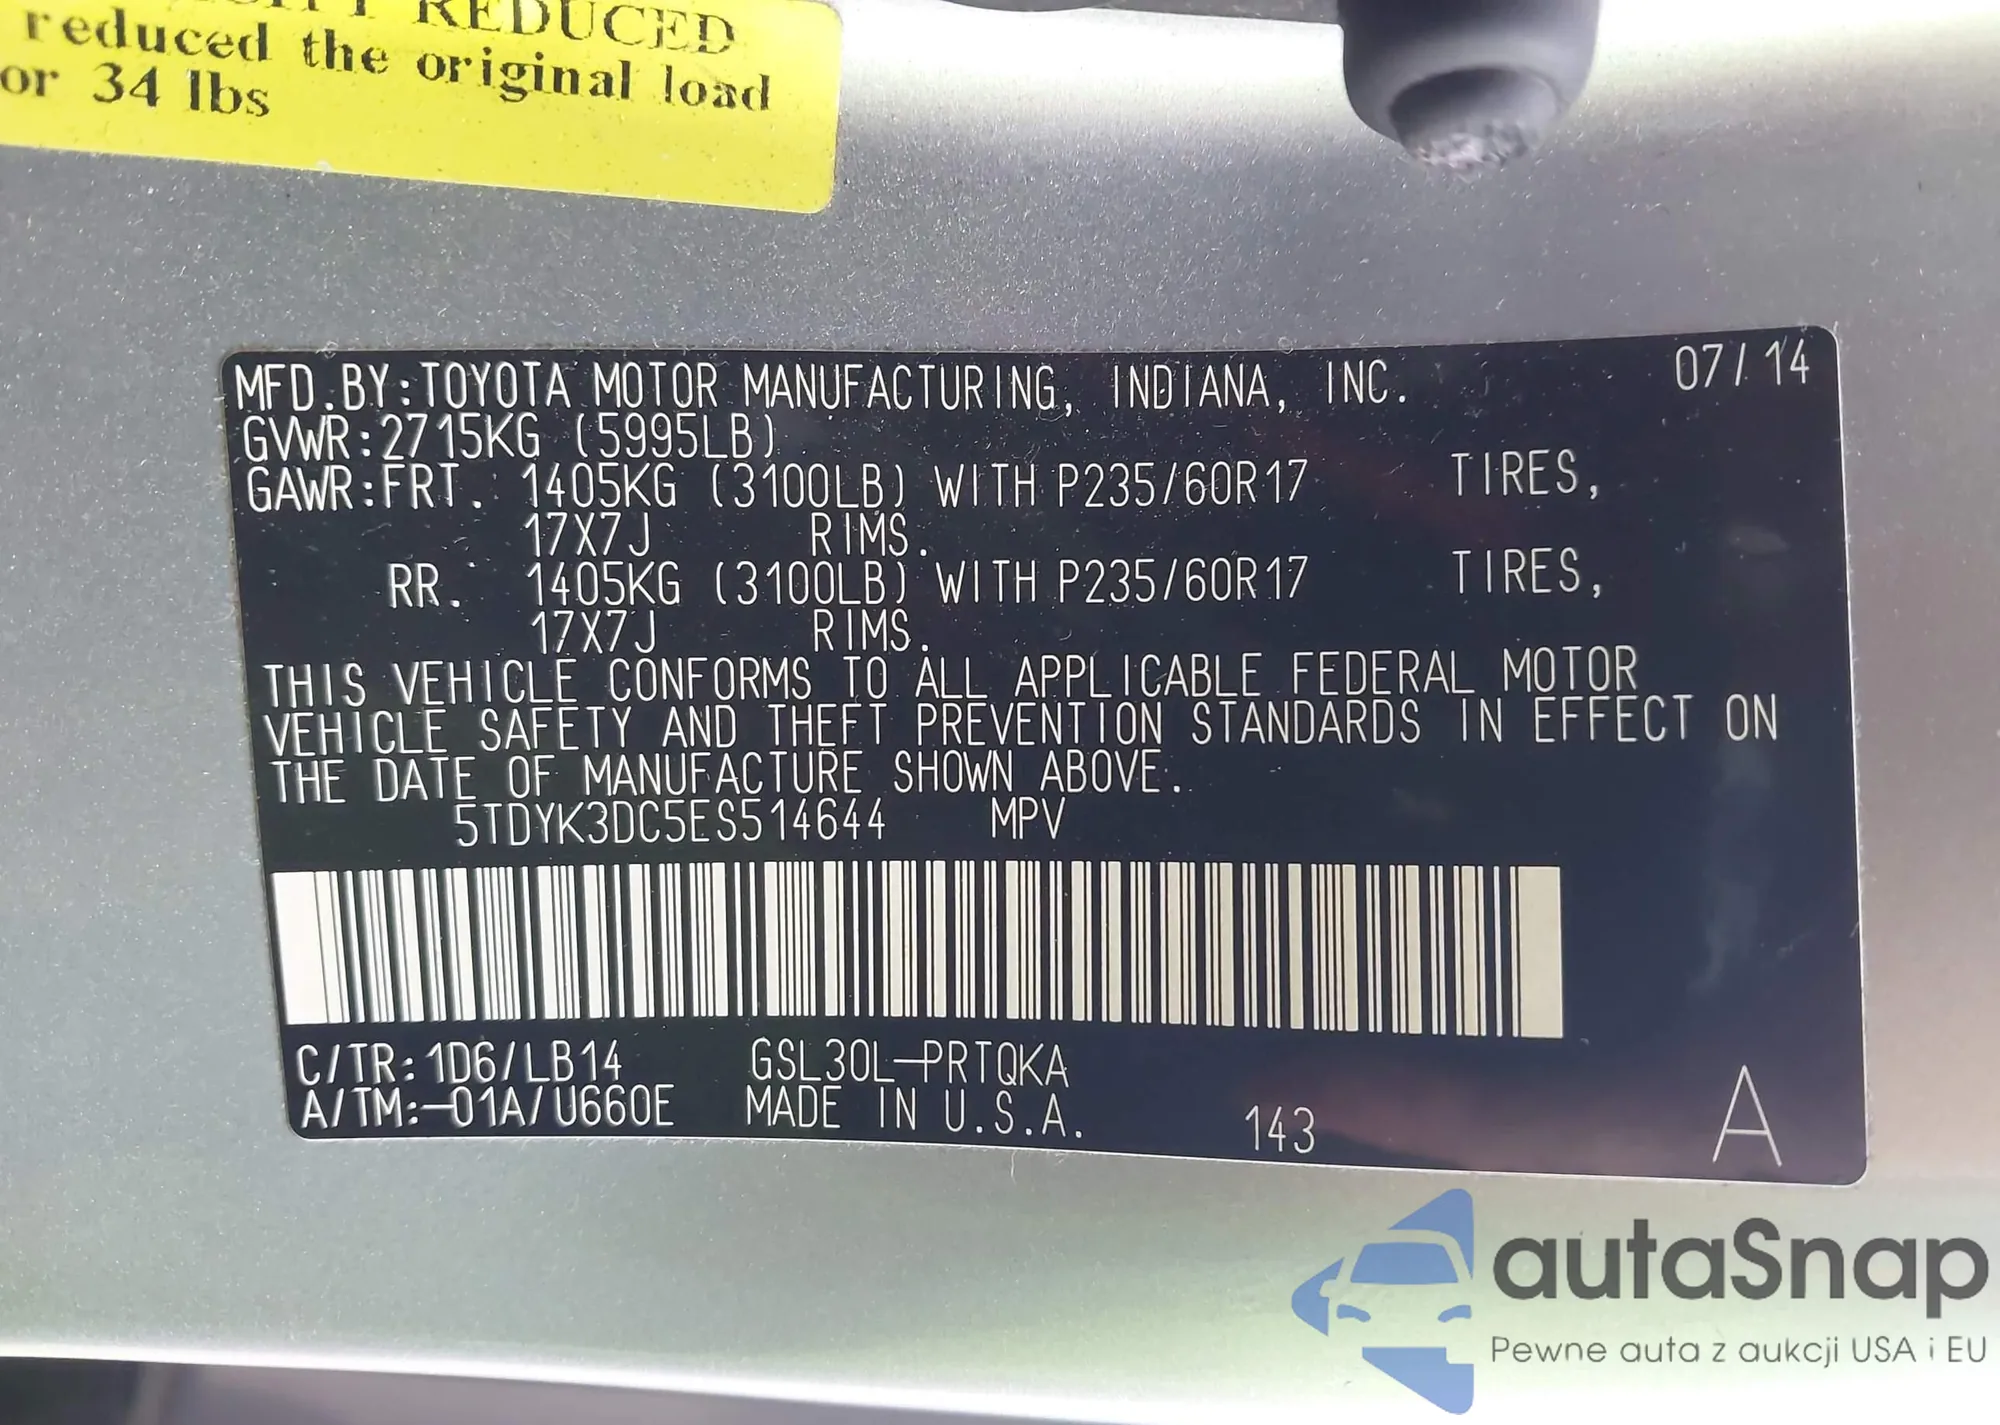 REDUCED
reduced the original load
or 34 lbs
MFD.BY:TOYOTA MOTOR MANUFACTURING, INDIANA, INC. 07/14
GVWR:2715KG (5995LB)
GAWR:FRT. 1405KG (3100LB) WITH P235/60R17 TIRES,
17X7J RIMS.
RR. 1405KG (3100LB) WITH P235/60R17 TIRES,
17X7J RIMS.
THIS VEHICLE CONFORMS TO ALL APPLICABLE FEDERAL MOTOR
VEHICLE SAFETY AND THEFT PREVENTION STANDARDS IN EFFECT ON
THE DATE OF MANUFACTURE SHOWN ABOVE.
5TDYK3DC5ES514644 MPV
C/TR:1D6/LB14 GSL30L-PRTQKA
A/TM:-01A/U660E MADE IN U.S.A. 143 A
autaSnap
Pewne auta z aukcji USA i EU